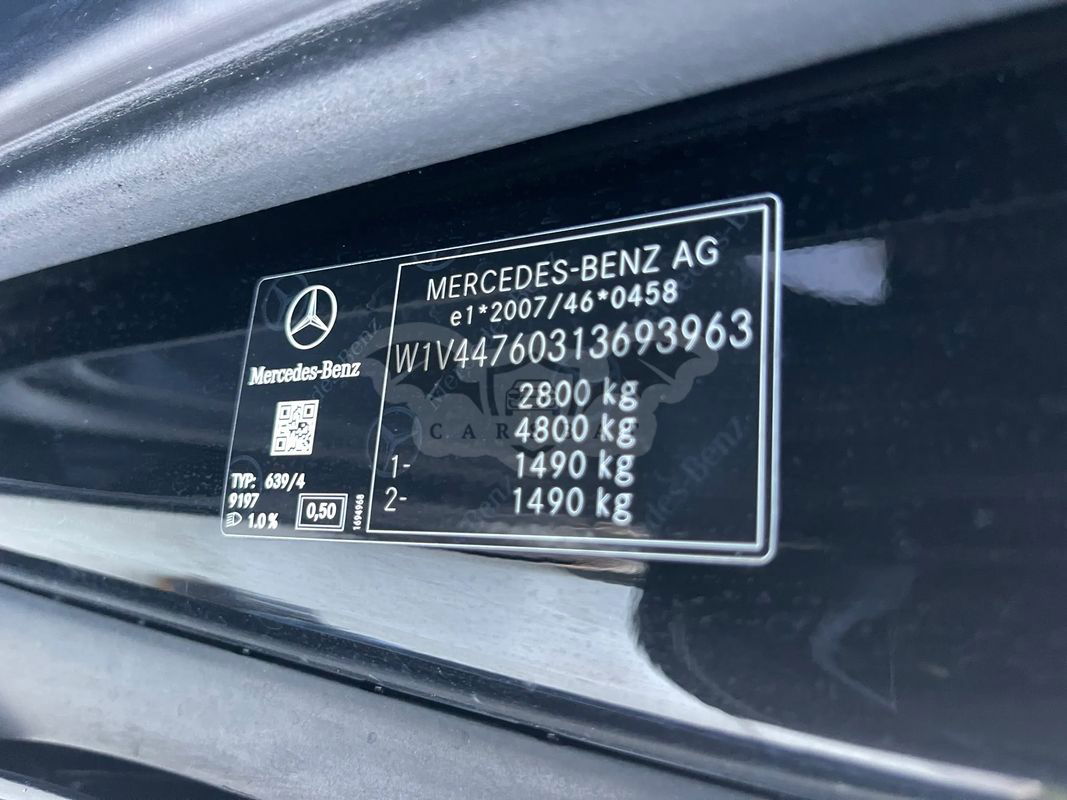 MERCEDES-BENZ AG
e1*2007/46*0458
W1V44760313693963
2800 kg
4800 kg
1- 1490 kg
2- 1490 kg
Mercedes-Benz
TYP: 639/4
9197
1.0% 0,50
1694968